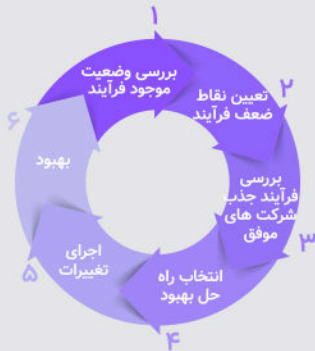 ۱
بررسی وضعیت
موجود فرآیند
۲
تعیین نقاط
ضعف فرآیند
بررسی
فرآیند جذب
شرکت های
موفق
۳
انتخاب راه
حل بهبود
۴
اجرای
تغییرات
۵
بهبود
۶